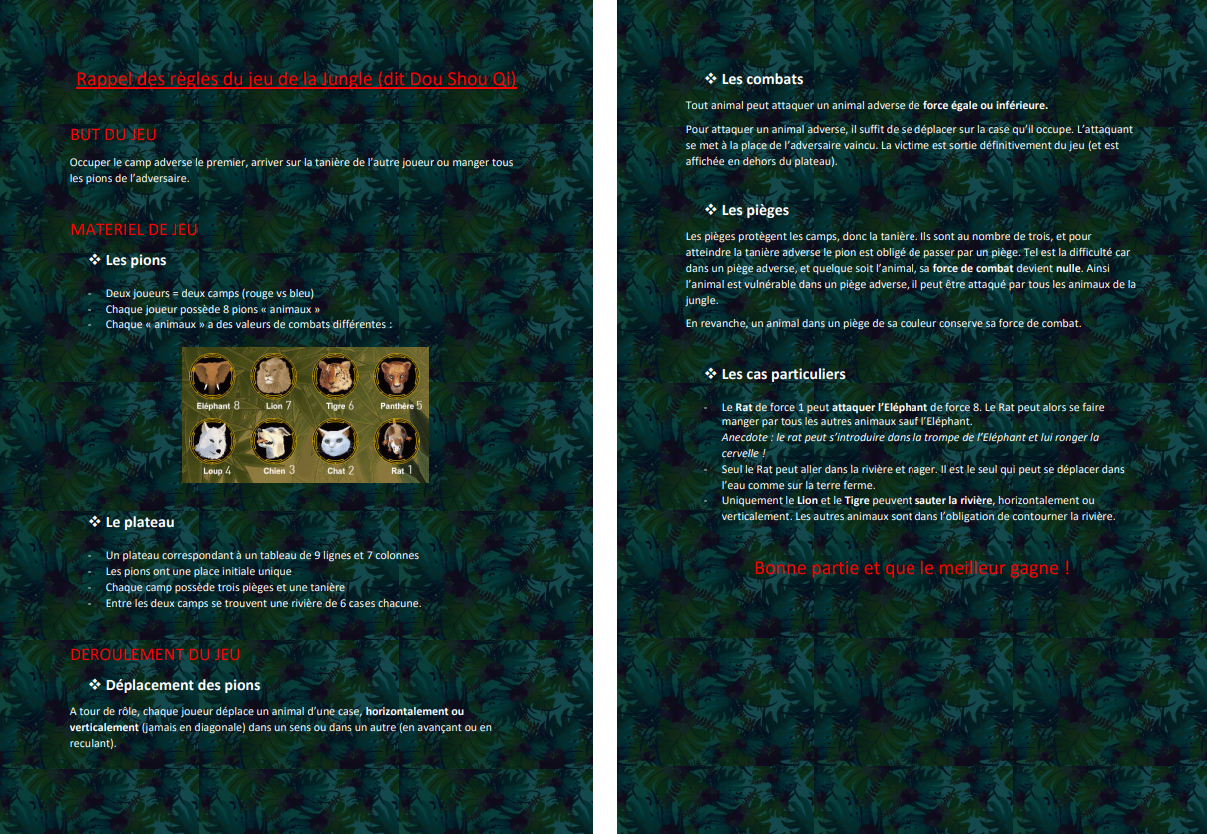 Rappel des règles du jeu de la Jungle (dit Dou Shou Qi)
BUT DU JEU
Occuper le camp adverse le premier, arriver sur la tanière de l'autre joueur ou manger tous
les pions de l'adversaire.
MATERIEL DE JEU
❖ Les pions
- Deux joueurs = deux camps (rouge vs bleu)
- Chaque joueur possède 8 pions « animaux »
- Chaque « animaux » a des valeurs de combats différentes :
Eléphant 8 Lion 7 Tigre 6 Panthère 5
Loup 4 Chien 3 Chat 2 Rat 1
❖ Le plateau
- Un plateau correspondant à un tableau de 9 lignes et 7 colonnes
- Les pions ont une place initiale unique
- Chaque camp possède trois pièges et une tanière
- Entre les deux camps se trouvent une rivière de 6 cases chacune.
DEROULEMENT DU JEU
❖ Déplacement des pions
A tour de rôle, chaque joueur déplace un animal d'une case, horizontalement ou
verticalement (jamais en diagonale) dans un sens ou dans un autre (en avançant ou en
reculant).
❖ Les combats
Tout animal peut attaquer un animal adverse de force égale ou inférieure.
Pour attaquer un animal adverse, il suffit de se déplacer sur la case qu'il occupe. L'attaquant
se met à la place de l'adversaire vaincu. La victime est sortie définitivement du jeu (et est
affichée en dehors du plateau).
❖ Les pièges
Les pièges protègent les camps, donc la tanière. Ils sont au nombre de trois, et pour
atteindre la tanière adverse le pion est obligé de passer par un piège. Tel est la difficulté car
dans un piège adverse, et quelque soit l'animal, sa force de combat devient nulle. Ainsi
l'animal est vulnérable dans un piège adverse, il peut être attaqué par tous les animaux de la
jungle.
En revanche, un animal dans un piège de sa couleur conserve sa force de combat.
❖ Les cas particuliers
- Le Rat de force 1 peut attaquer l'Eléphant de force 8. Le Rat peut alors se faire
manger par tous les autres animaux sauf l'Eléphant.
Anecdote : le rat peut s'introduire dans la trompe de l'Eléphant et lui ronger la
cervelle !
- Seul le Rat peut aller dans la rivière et nager. Il est le seul qui peut se déplacer dans
l'eau comme sur la terre ferme.
- Uniquement le Lion et le Tigre peuvent sauter la rivière, horizontalement ou
verticalement. Les autres animaux sont dans l'obligation de contourner la rivière.
Bonne partie et que le meilleur gagne !